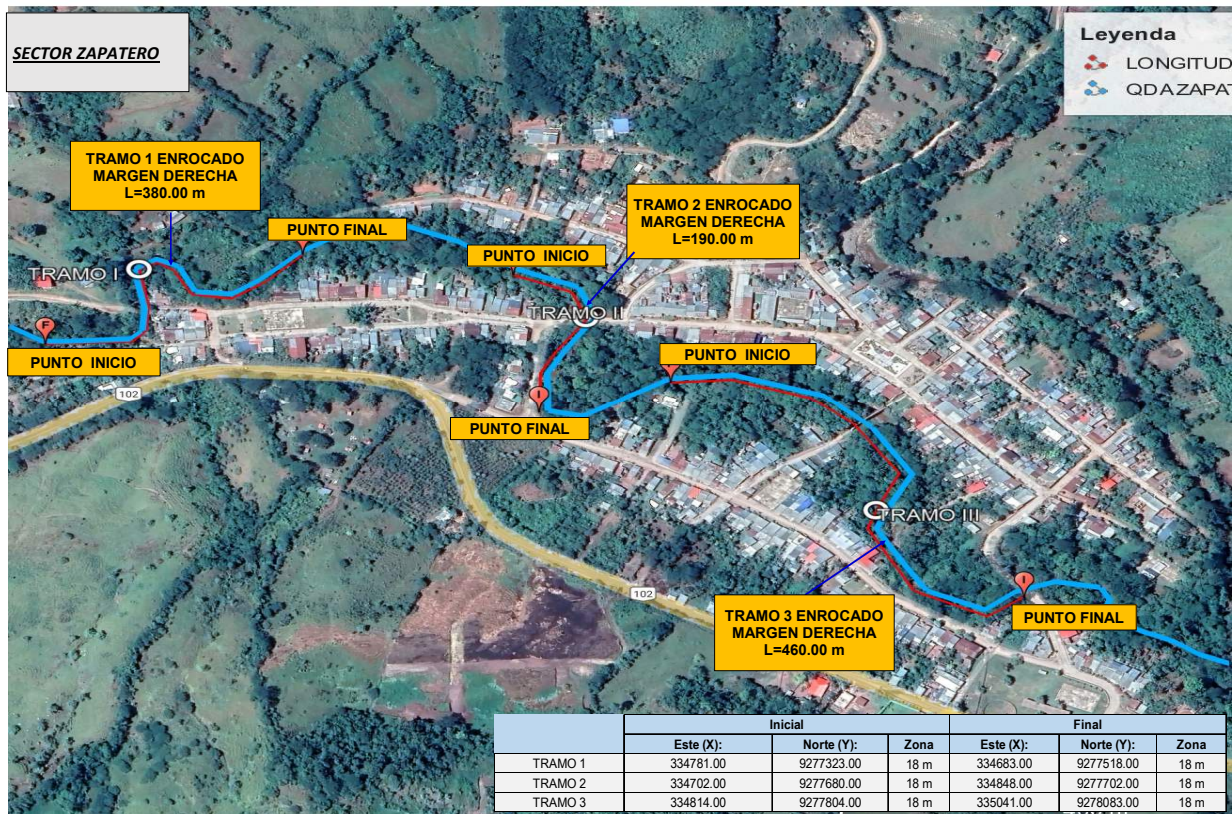 SECTOR ZAPATERO
Leyenda
LONGITUD
QDA ZAPAT
TRAMO 1 ENROCADO
MARGEN DERECHA
L=380.00 m
TRAMO 2 ENROCADO
MARGEN DERECHA
L=190.00 m
PUNTO FINAL
PUNTO INICIO
TRAMO I
TRAMO II
F
PUNTO INICIO
PUNTO INICIO
102
I
PUNTO FINAL
TRAMO III
102
I
PUNTO FINAL
TRAMO 3 ENROCADO
MARGEN DERECHA
L=460.00 m
Inicial Final
Este (X): Norte (Y): Zona Este (X): Norte (Y): Zona
TRAMO 1 334781.00 9277323.00 18 m 334683.00 9277518.00 18 m
TRAMO 2 334702.00 9277680.00 18 m 334848.00 9277702.00 18 m
TRAMO 3 334814.00 9277804.00 18 m 335041.00 9278083.00 18 m